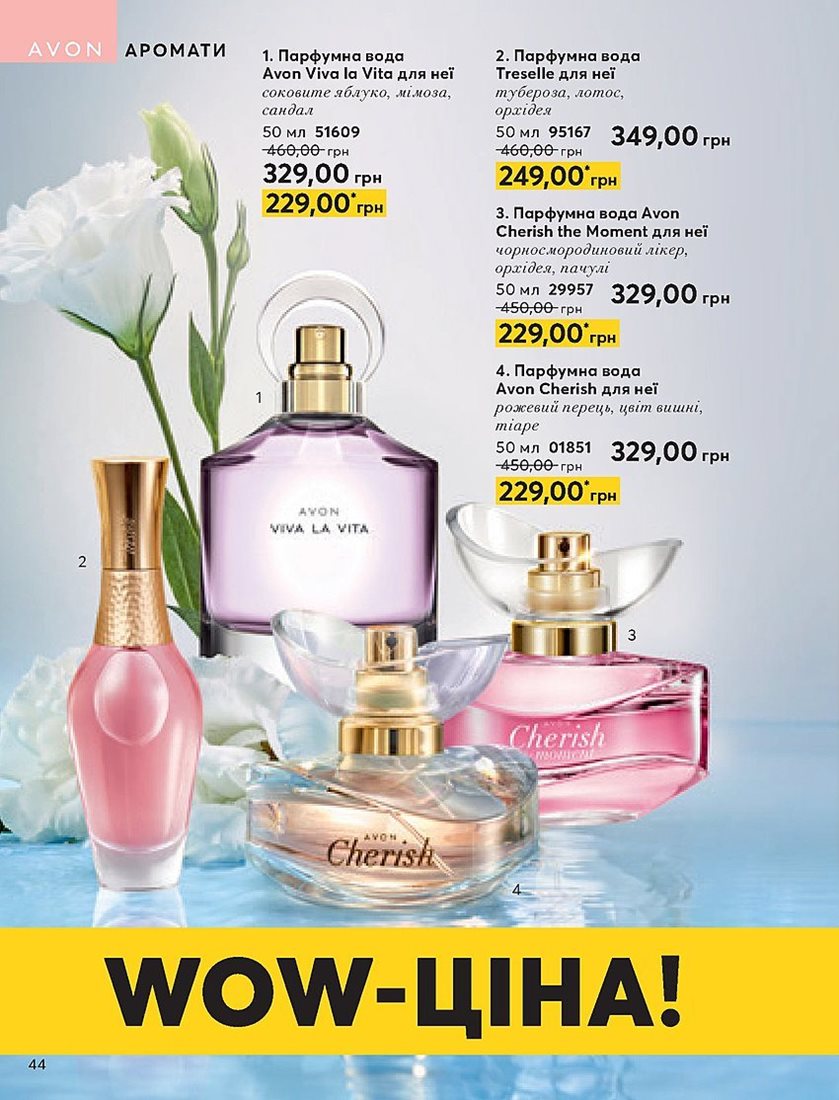 AVON АРОМАТИ
1. Парфумна вода
Avon Viva la Vita для неї
соковите яблуко, мімоза,
сандал
50 мл 51609
460,00 грн
329,00 грн
229,00* грн
2. Парфумна вода
Treselle для неї
тубероза, лотос,
орхідея
50 мл 95167
460,00 грн
349,00 грн
249,00* грн
3. Парфумна вода Avon
Cherish the Moment для неї
чорносмородиновий лікер,
орхідея, пачулі
50 мл 29957
450,00 грн
329,00 грн
229,00* грн
4. Парфумна вода
Avon Cherish для неї
рожевий перець, цвіт вишні,
тіаре
50 мл 01851
450,00 грн
329,00 грн
229,00* грн
1
AVON
VIVA LA VITA
2
3
AVON
Cherish
moment
AVON
Cherish
4
WOW-ЦІНА!
44